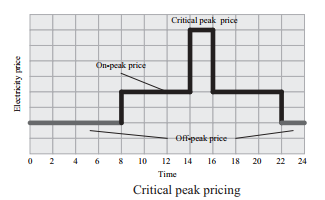 Critical peak price
On-peak price
Electricity price
Off-peak price
0 2 4 6 8 10 12 14 16 18 20 22 24
Time
Critical peak pricing